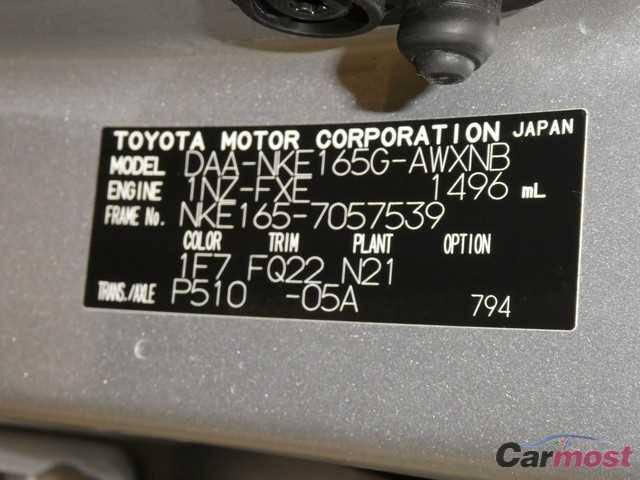 TOYOTA MOTOR CORPORATION JAPAN
MODEL DAA-NKE165G-AWXNB
ENGINE 1NZ-FXE 1496 mL
FRAME No. NKE165-7057539
COLOR TRIM PLANT OPTION
1F7 FQ22 N21
TRANS./AXLE P510 -05A 794
Carmost